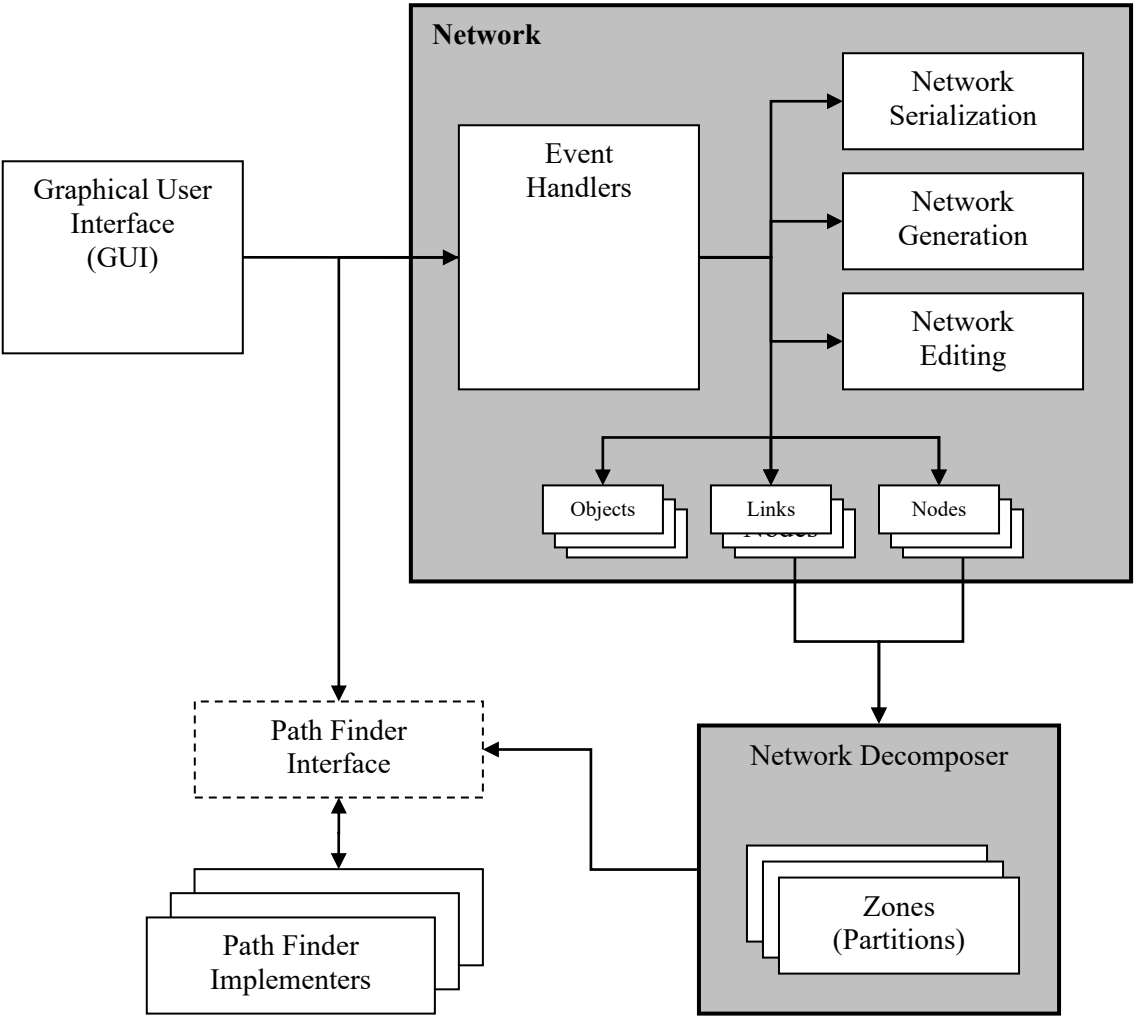 Network
Network
Serialization
Event
Handlers
Graphical User
Interface
(GUI)
Network
Generation
Network
Editing
Objects
Links
Nodes
Nodes
Path Finder
Interface
Network Decomposer
Zones
(Partitions)
Path Finder
Implementers